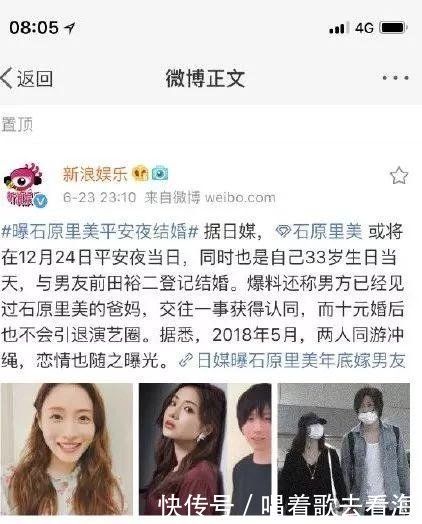 08:05
4G
返回
微博正文
置顶
新浪娱乐
6-23 23:10 来自微博 weibo.com
#曝石原里美平安夜结婚# 据日媒，石原里美 或将
在12月24日平安夜当日，同时也是自己33岁生日当
天，与男友前田裕二登记结婚。爆料还称男方已经见
过石原里美的爸妈，交往一事获得认同，而十元婚后
也不会引退演艺圈。据悉，2018年5月，两人同游冲
绳，恋情也随之曝光。日媒曝石原里美年底嫁男友
快传号／唱着歌去看海